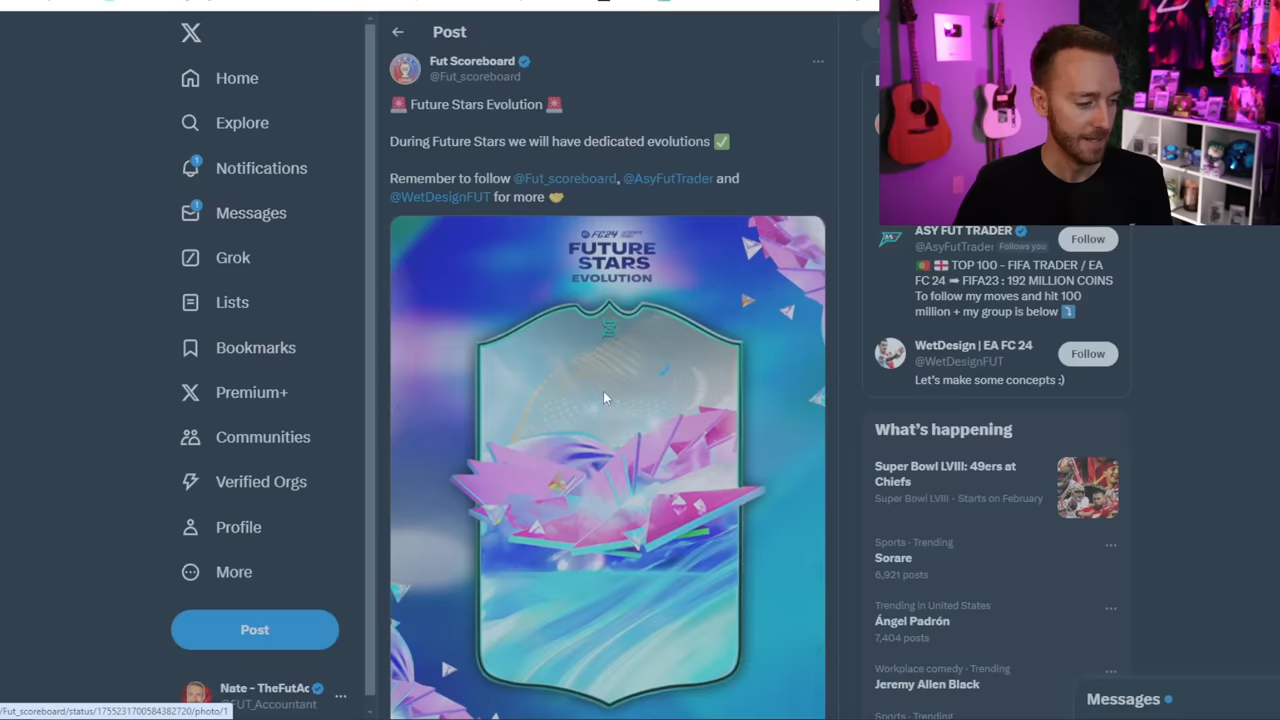 Home
Explore
1
Notifications
1
Messages
Grok
Lists
Bookmarks
Premium+
Communities
Verified Orgs
Profile
More
Post
Nate - TheFutAc
@FUT_Accountant
/Fut_scoreboard/status/1755231700584382720/photo/1
Post
Fut Scoreboard
@Fut_scoreboard
Future Stars Evolution
During Future Stars we will have dedicated evolutions
Remember to follow @Fut_scoreboard, @AsyFutTrader and
@WetDesignFUT for more
FC24
FUTURE
STARS
EVOLUTION
ASY FUT TRADER
@AsyFutTrader Follows you
Follow
TOP 100 - FIFA TRADER / EA
FC 24 ➡ FIFA23 : 192 MILLION COINS
To follow my moves and hit 100
million + my group is below
WetDesign | EA FC 24
@WetDesignFUT
Follow
Let's make some concepts :)
What's happening
Super Bowl LVIII: 49ers at
Chiefs
Super Bowl LVIII · Starts on February
Sports · Trending
Sorare
6,921 posts
Trending in United States
Ángel Padrón
7,404 posts
Workplace comedy · Trending
Jeremy Allen Black
Messages